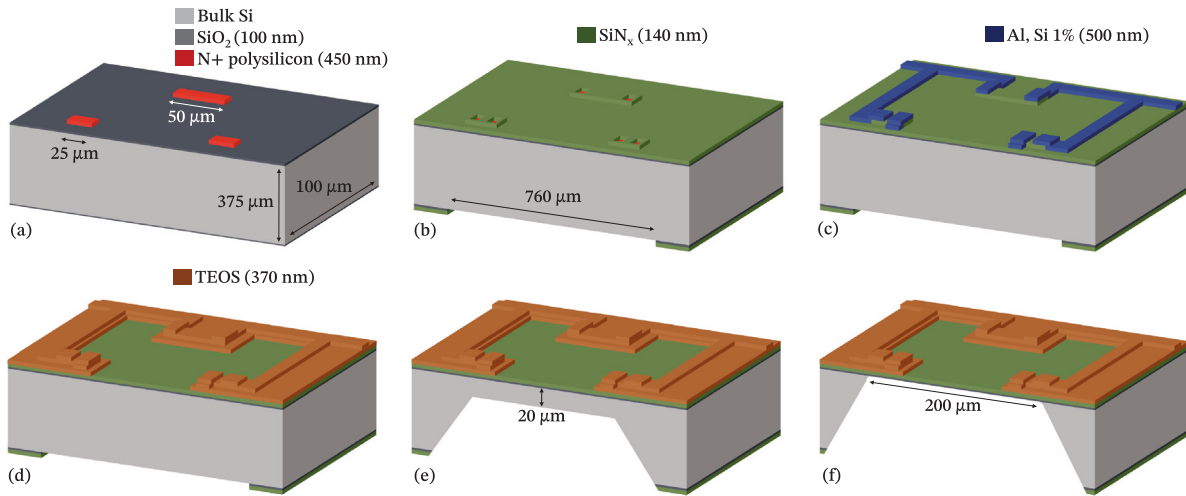 Bulk Si
SiO₂ (100 nm)
N+ polysilicon (450 nm)
50 μm
25 μm
375 μm
100 μm
(a)
SiNₓ (140 nm)
760 μm
(b)
Al, Si 1% (500 nm)
(c)
TEOS (370 nm)
(d)
20 μm
(e)
200 μm
(f)